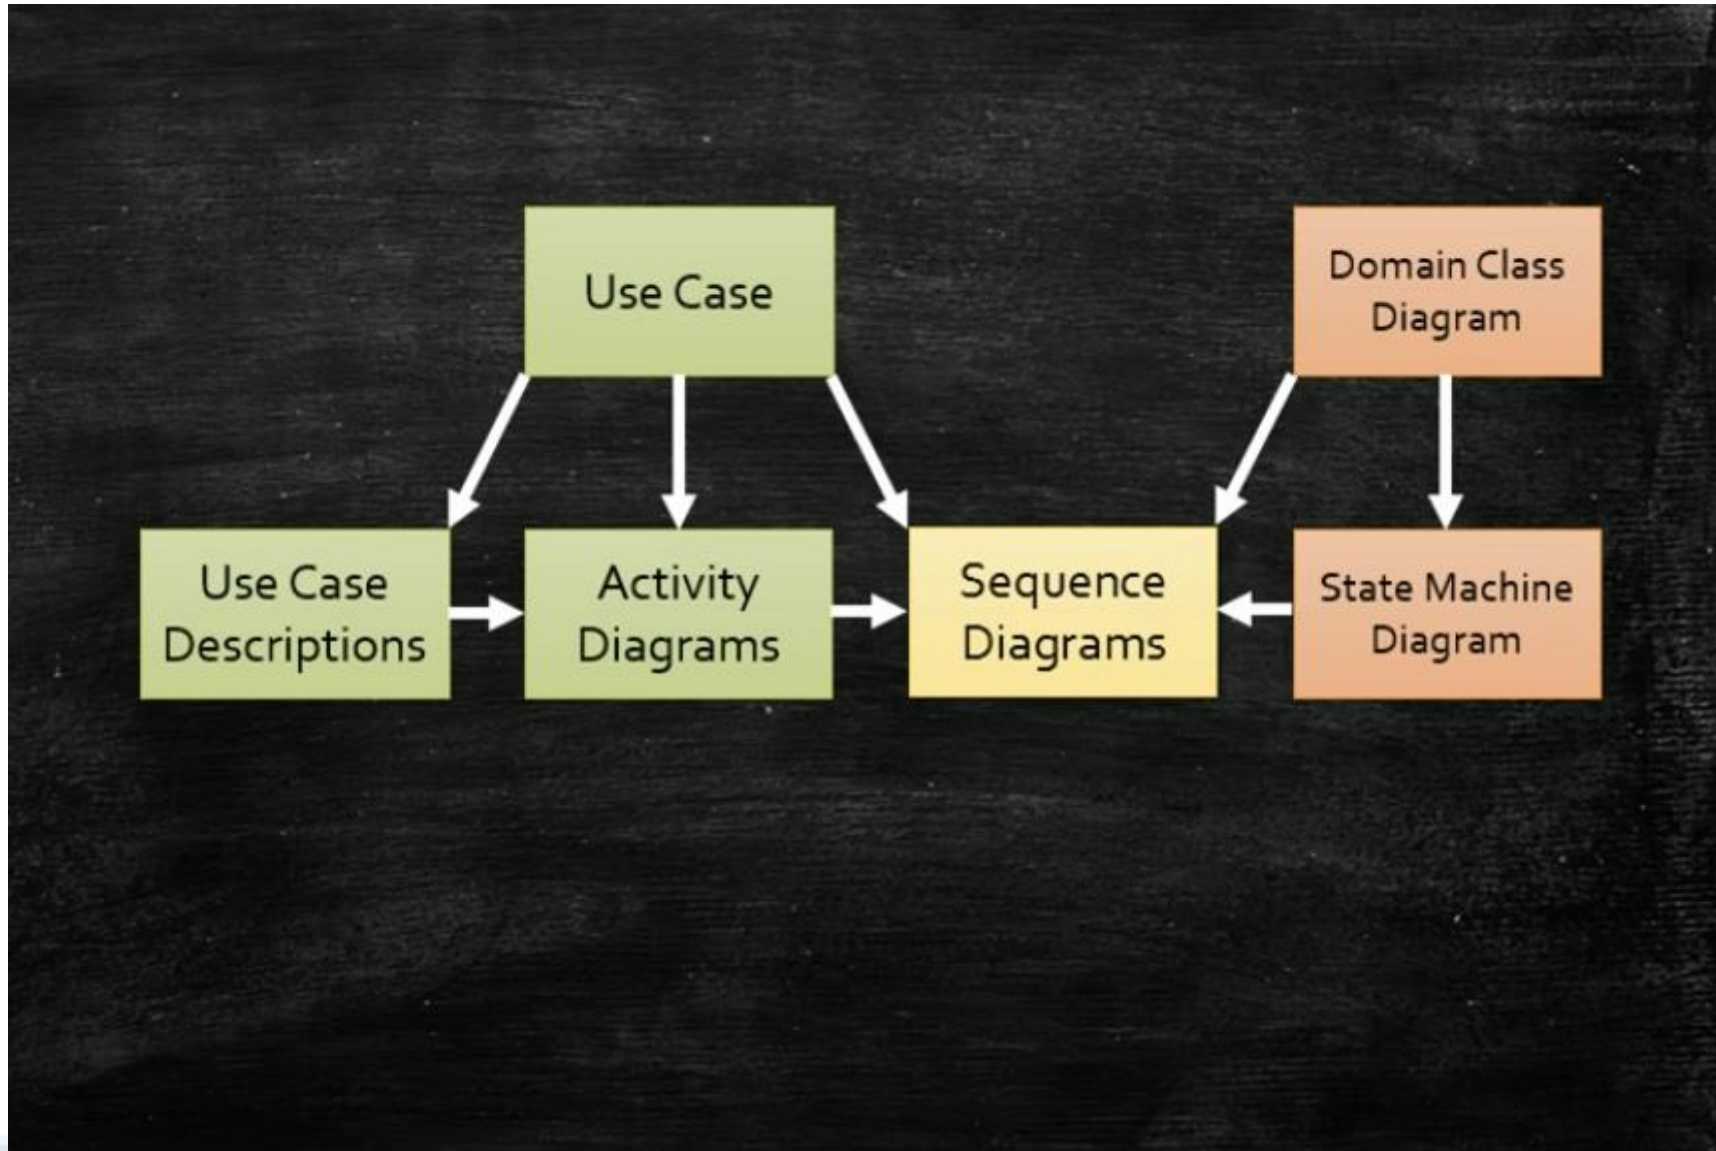 Use Case
Domain Class
Diagram
Use Case
Descriptions
Activity
Diagrams
Sequence
Diagrams
State Machine
Diagram